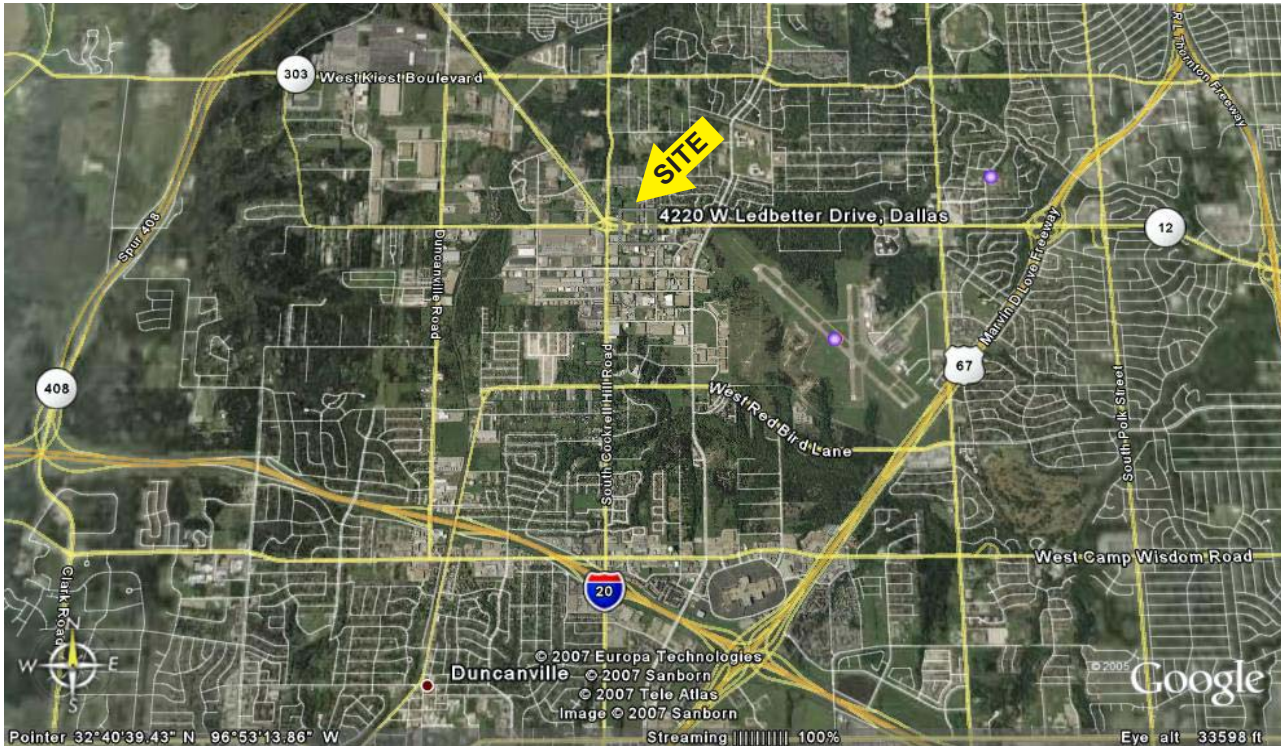 R L Thornton Freeway
303
West Kiest Boulevard
SITE
4220 W Ledbetter Drive, Dallas
12
Spur 408
Duncanville Road
Marvin D Love Freeway
67
408
South Cockrell Hill Road
West Red Bird Lane
South Polk Street
West Camp Wisdom Road
Clark Road
20
N
W
E
S
Duncanville
© 2007 Europa Technologies
© 2007 Sanborn
© 2007 Tele Atlas
Image © 2007 Sanborn
© 2005
Google
Pointer 32°40'39.43" N 96°53'13.86" W
Streaming |||||||||| 100%
Eye alt 33598 ft